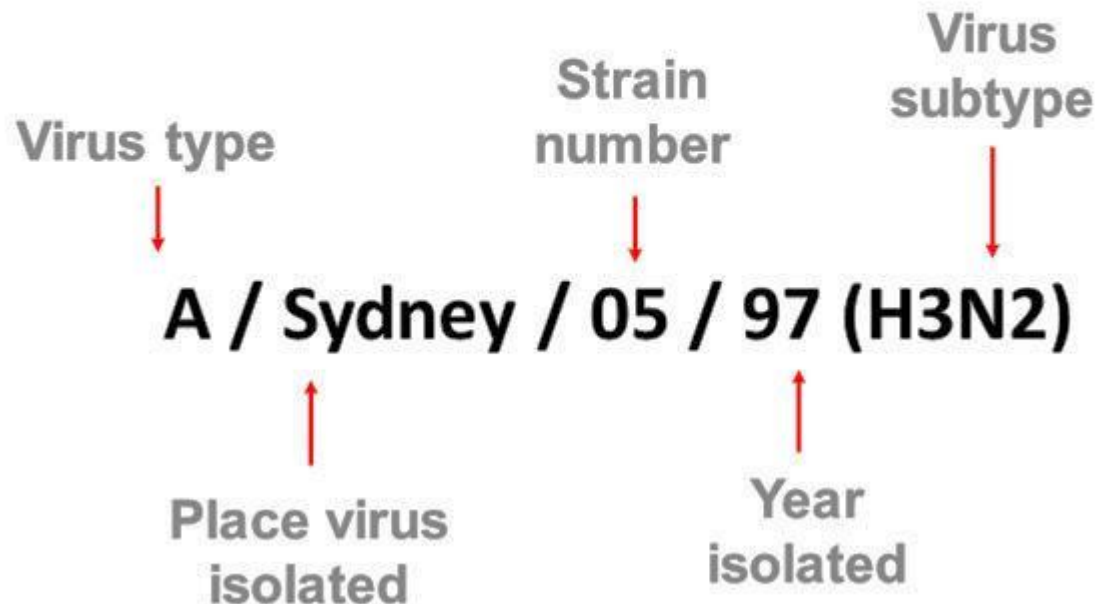 Virus
subtype
Strain
number
Virus type
A / Sydney / 05 / 97 (H3N2)
Place virus
isolated
Year
isolated